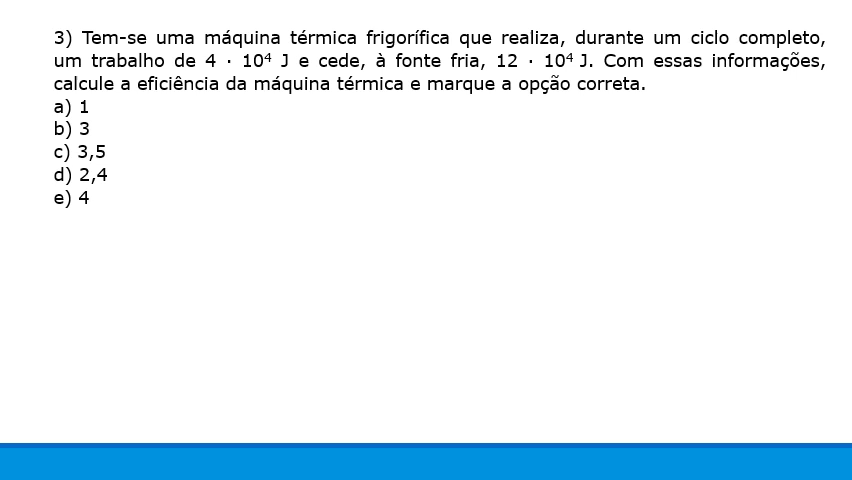 3) Tem-se uma máquina térmica frigorífica que realiza, durante um ciclo completo,
um trabalho de 4 · 10⁴ J e cede, à fonte fria, 12 · 10⁴ J. Com essas informações,
calcule a eficiência da máquina térmica e marque a opção correta.
a) 1
b) 3
c) 3,5
d) 2,4
e) 4